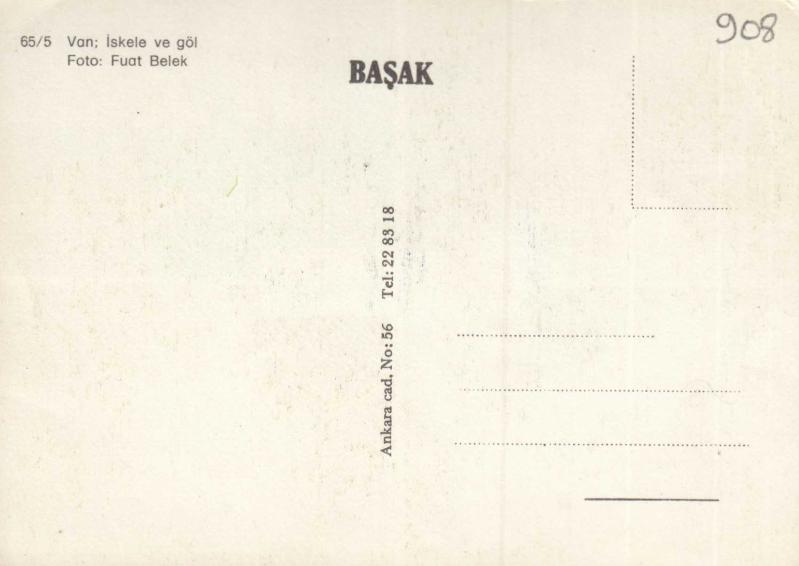 65/5 Van; İskele ve göl
Foto: Fuat Belek
BAŞAK
908
Ankara cad. No: 56 Tel: 22 83 18